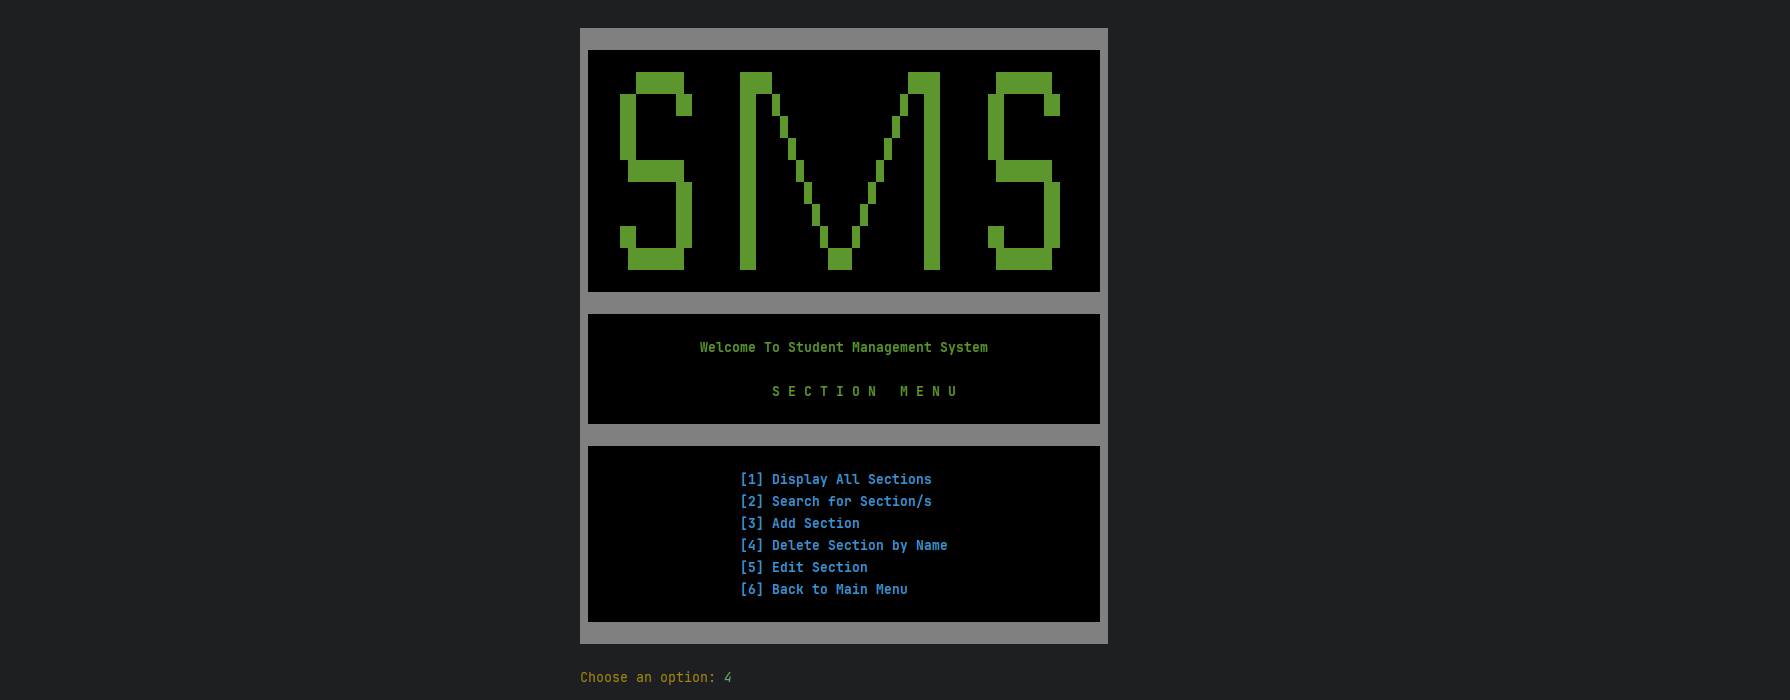 SMS
Welcome To Student Management System
S E C T I O N   M E N U
[1] Display All Sections
[2] Search for Section/s
[3] Add Section
[4] Delete Section by Name
[5] Edit Section
[6] Back to Main Menu
Choose an option: 4